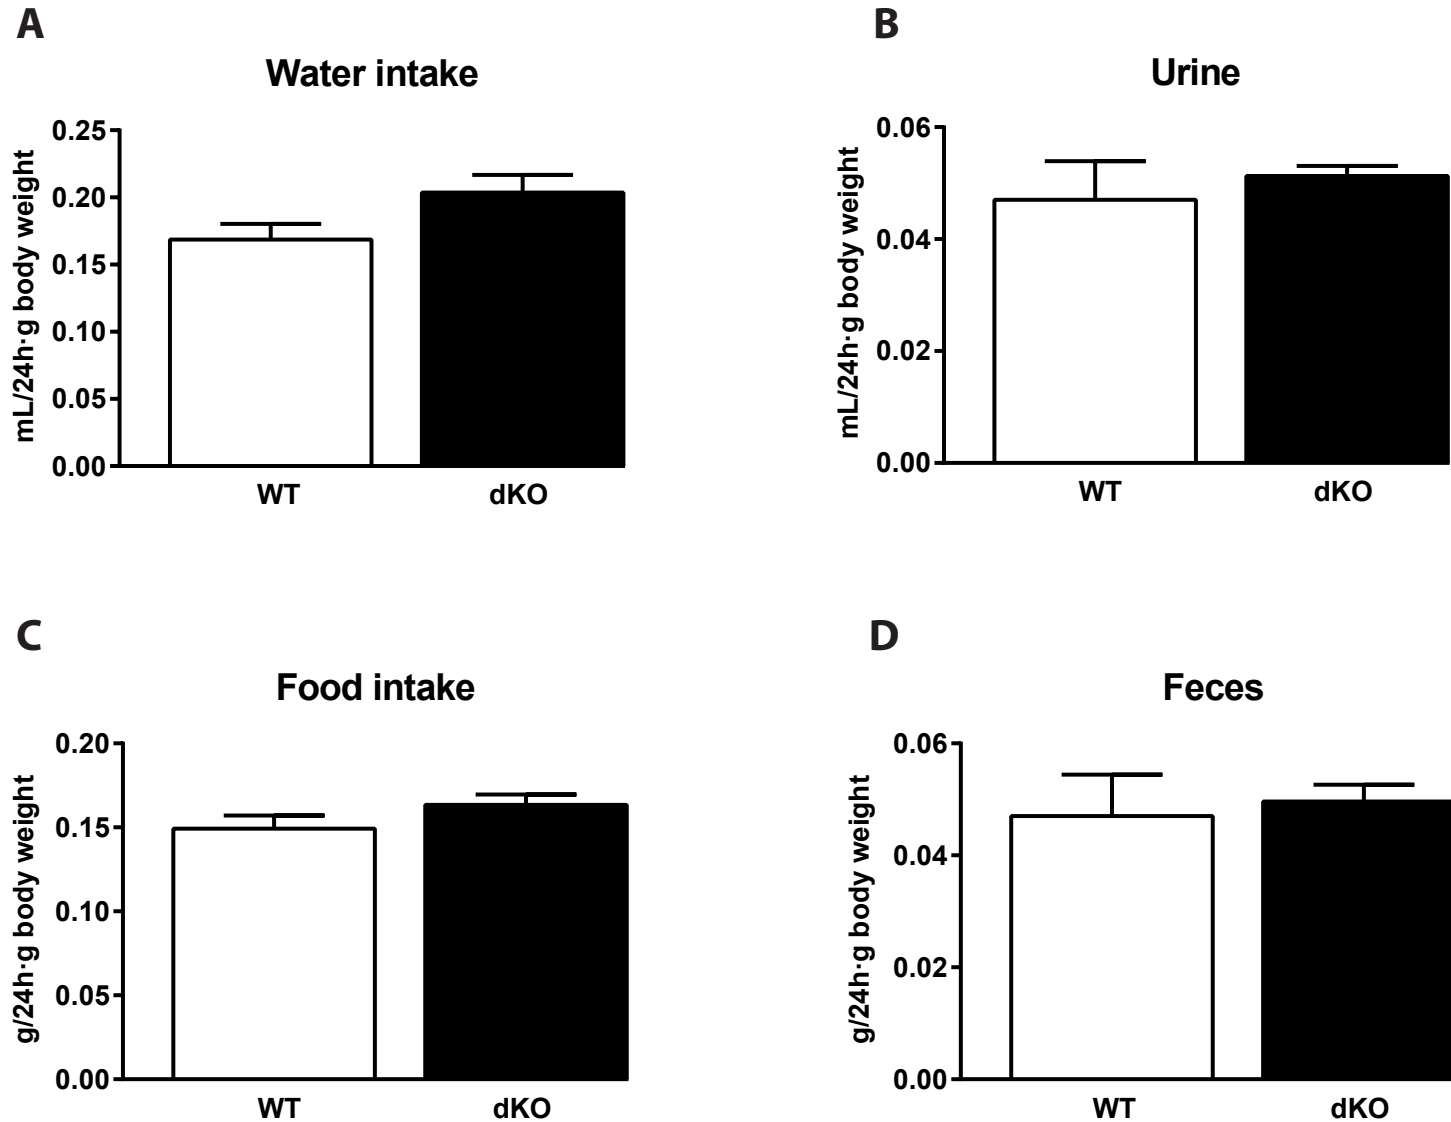 A
Water intake
mL/24h·g body weight
0.25
0.20
0.15
0.10
0.05
0.00
WT dKO
B
Urine
mL/24h·g body weight
0.06
0.04
0.02
0.00
WT dKO
C
Food intake
g/24h·g body weight
0.20
0.15
0.10
0.05
0.00
WT dKO
D
Feces
g/24h·g body weight
0.06
0.04
0.02
0.00
WT dKO